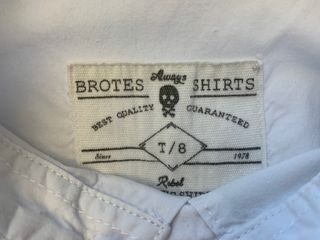 Always
BROTES SHIRTS
BEST QUALITY GUARANTEED
T/8
Since 1978
Rebel